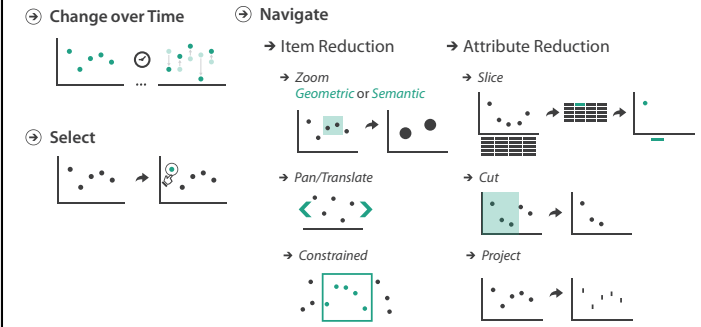 Change over Time
...
Select
Navigate
Item Reduction
Zoom
Geometric or Semantic
Pan/Translate
Constrained
Attribute Reduction
Slice
Cut
Project